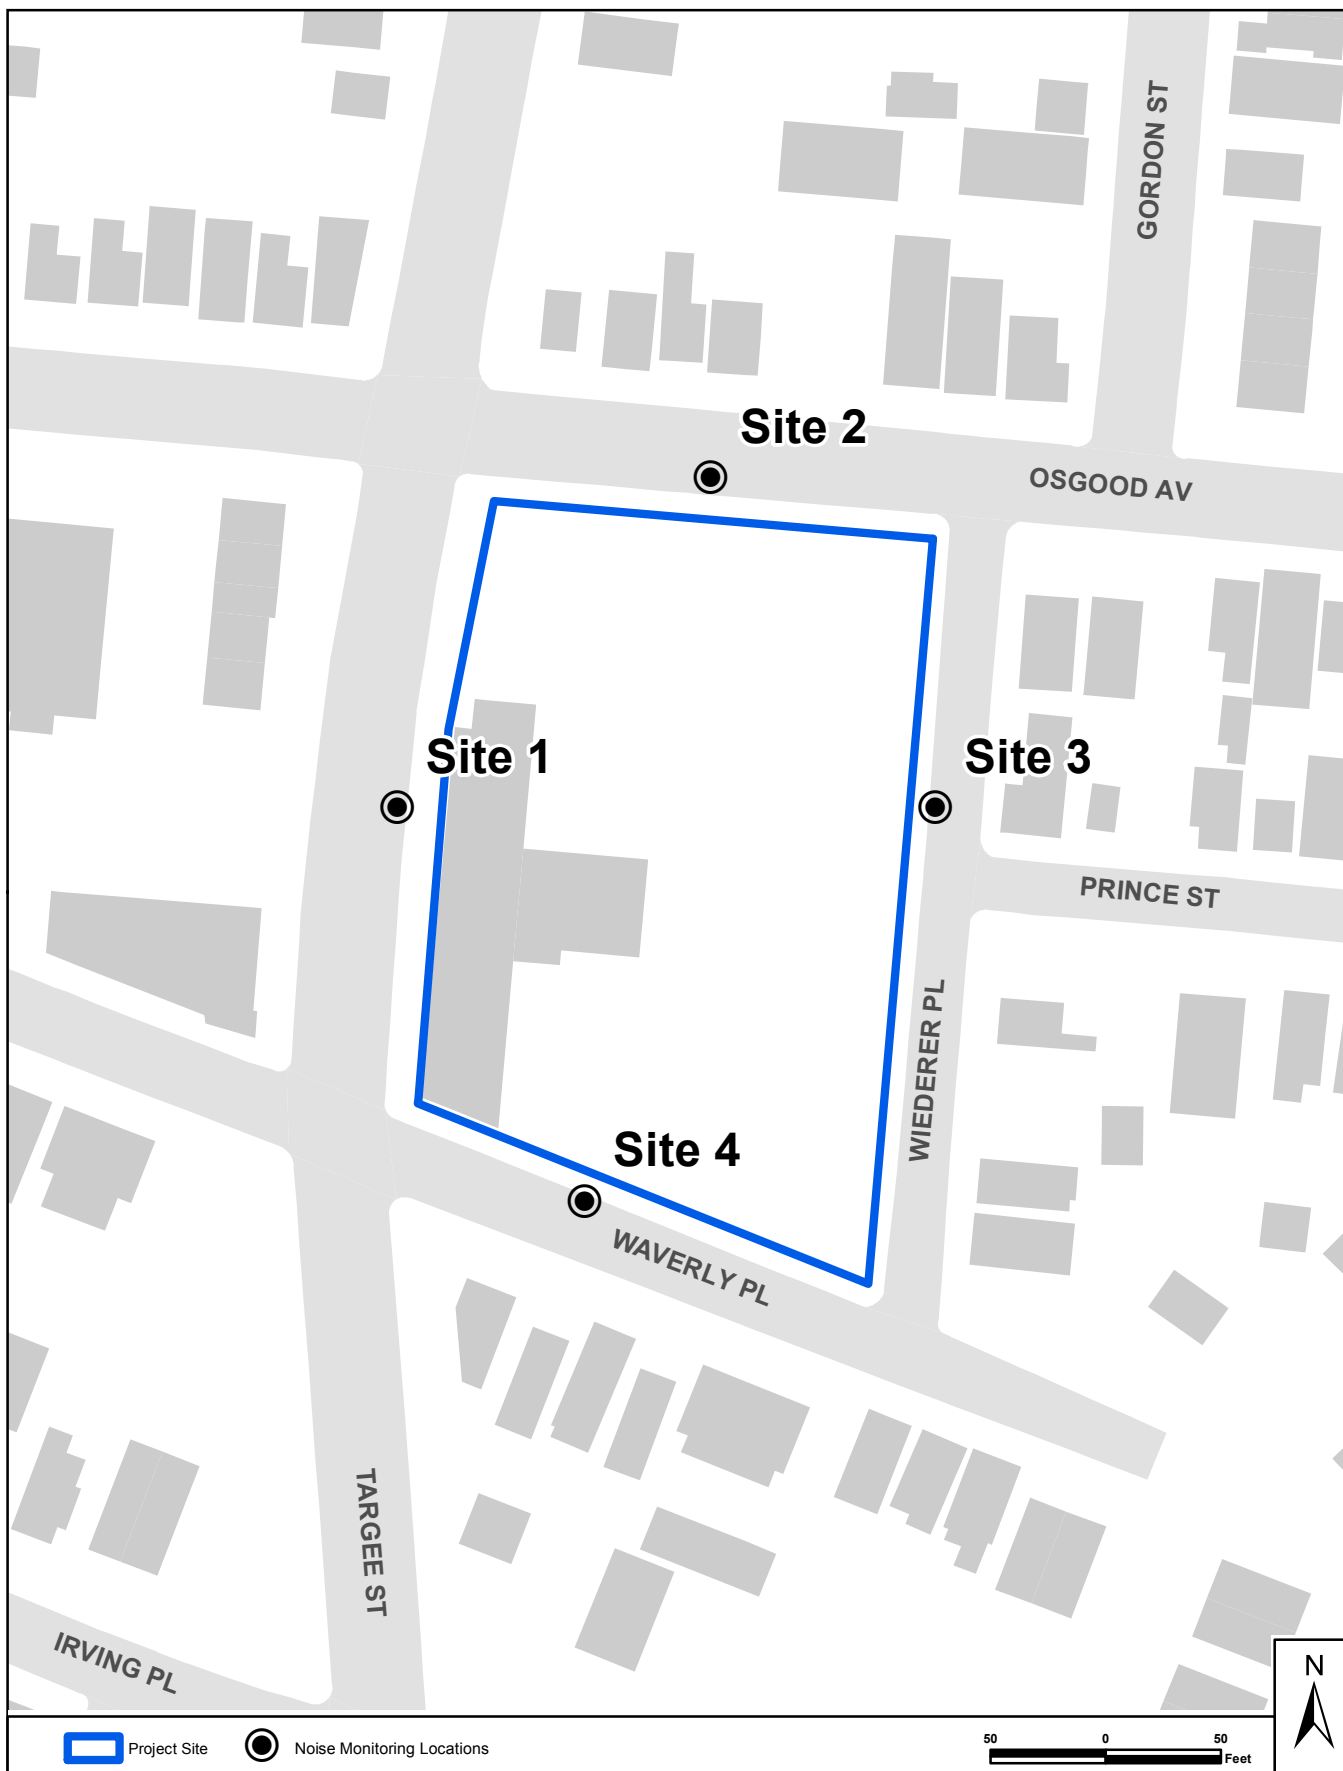 GORDON ST
Site 2
OSGOOD AV
Site 1
Site 3
PRINCE ST
WIEDERER PL
Site 4
WAVERLY PL
TARGEE ST
IRVING PL
N
Project Site
Noise Monitoring Locations
50 0 50
Feet